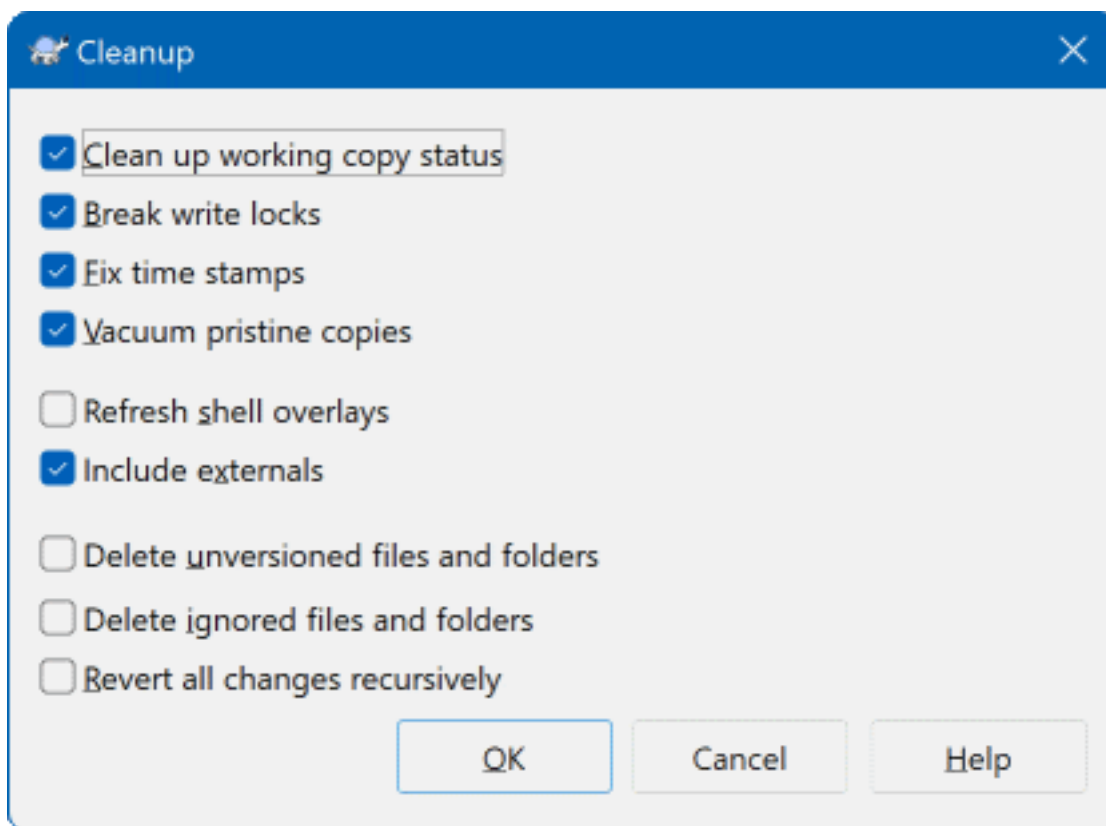 Cleanup
Clean up working copy status
Break write locks
Fix time stamps
Vacuum pristine copies
Refresh shell overlays
Include externals
Delete unversioned files and folders
Delete ignored files and folders
Revert all changes recursively
OK Cancel Help